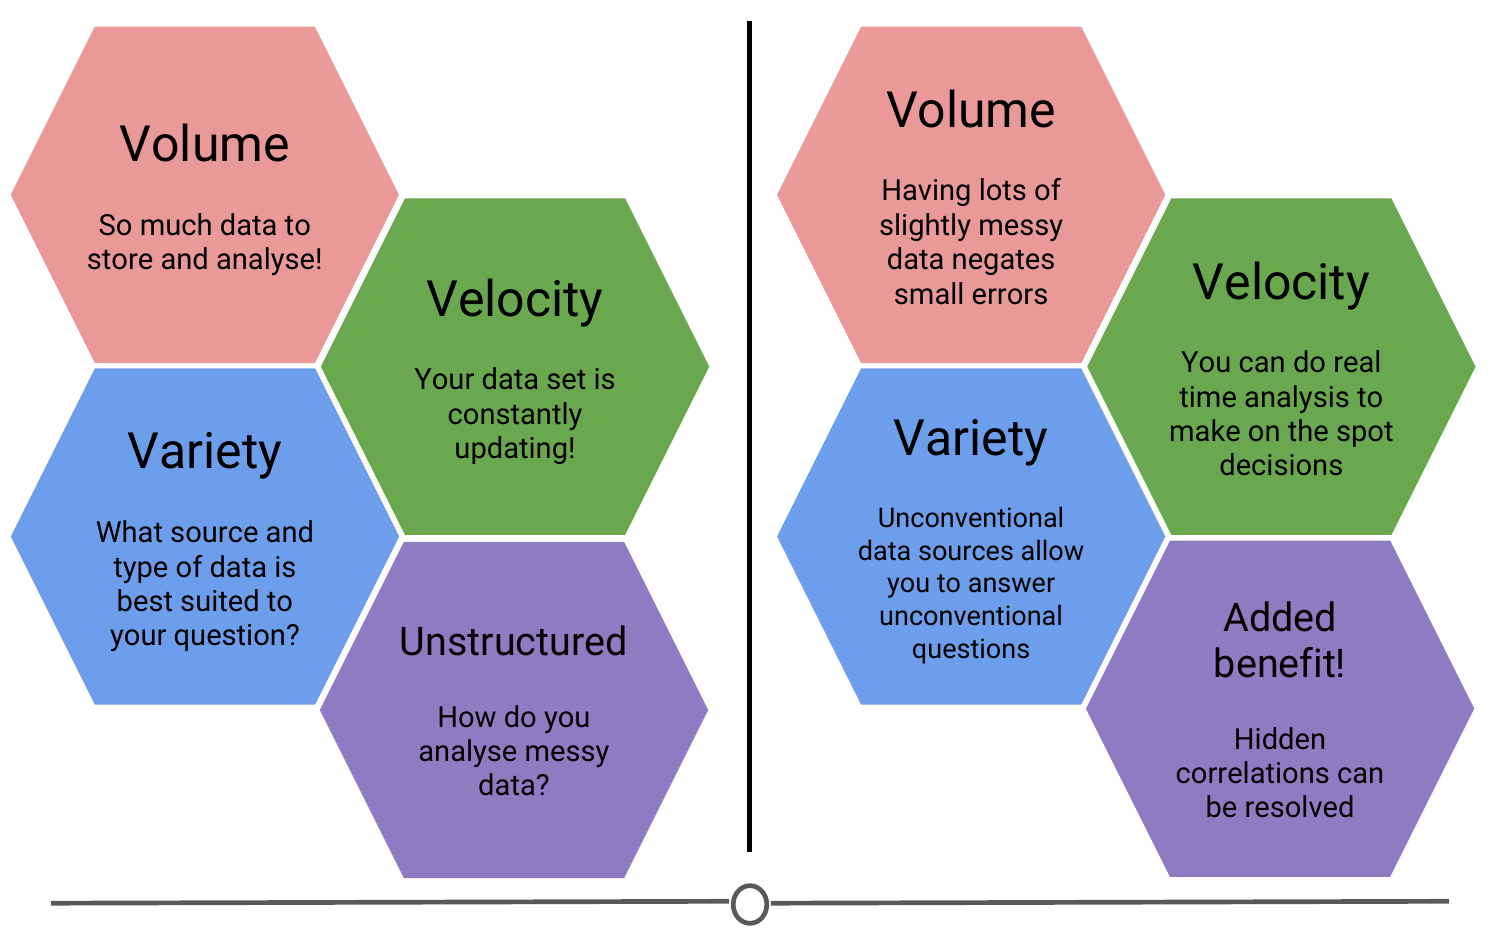 Volume
So much data to
store and analyse!
Velocity
Your data set is
constantly
updating!
Variety
What source and
type of data is
best suited to
your question?
Unstructured
How do you
analyse messy
data?
Volume
Having lots of
slightly messy
data negates
small errors
Velocity
You can do real
time analysis to
make on the spot
decisions
Variety
Unconventional
data sources allow
you to answer
unconventional
questions
Added
benefit!
Hidden
correlations can
be resolved